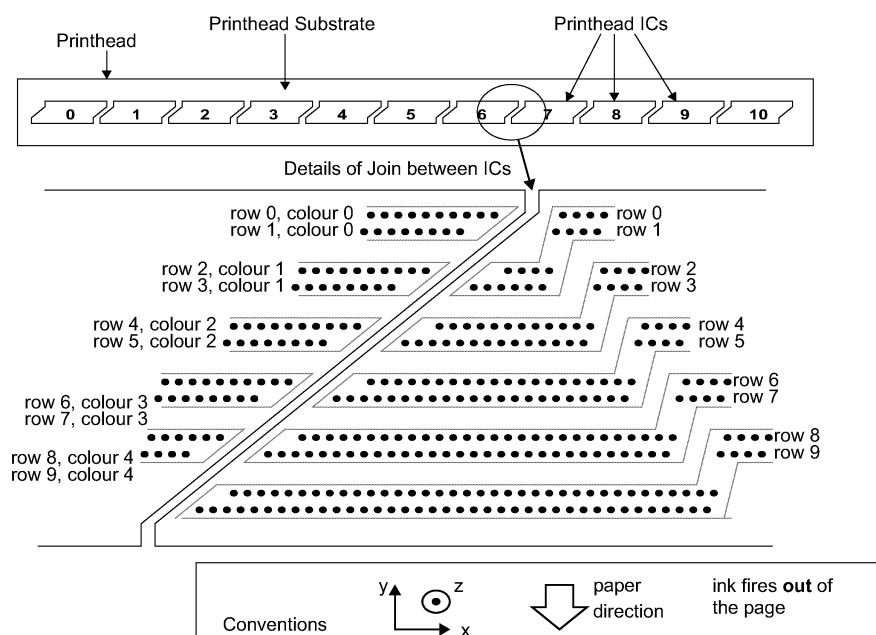 Printhead Substrate
Printhead ICs
Printhead
0 1 2 3 4 5 6 7 8 9 10
Details of Join between ICs
row 0, colour 0
row 0
row 1, colour 0
row 1
row 2, colour 1
row 2
row 3, colour 1
row 3
row 4, colour 2
row 4
row 5, colour 2
row 5
row 6
row 6, colour 3
row 7
row 7, colour 3
row 8
row 8, colour 4
row 9
row 9, colour 4
y
z
x
Conventions
paper
direction
ink fires out of
the page